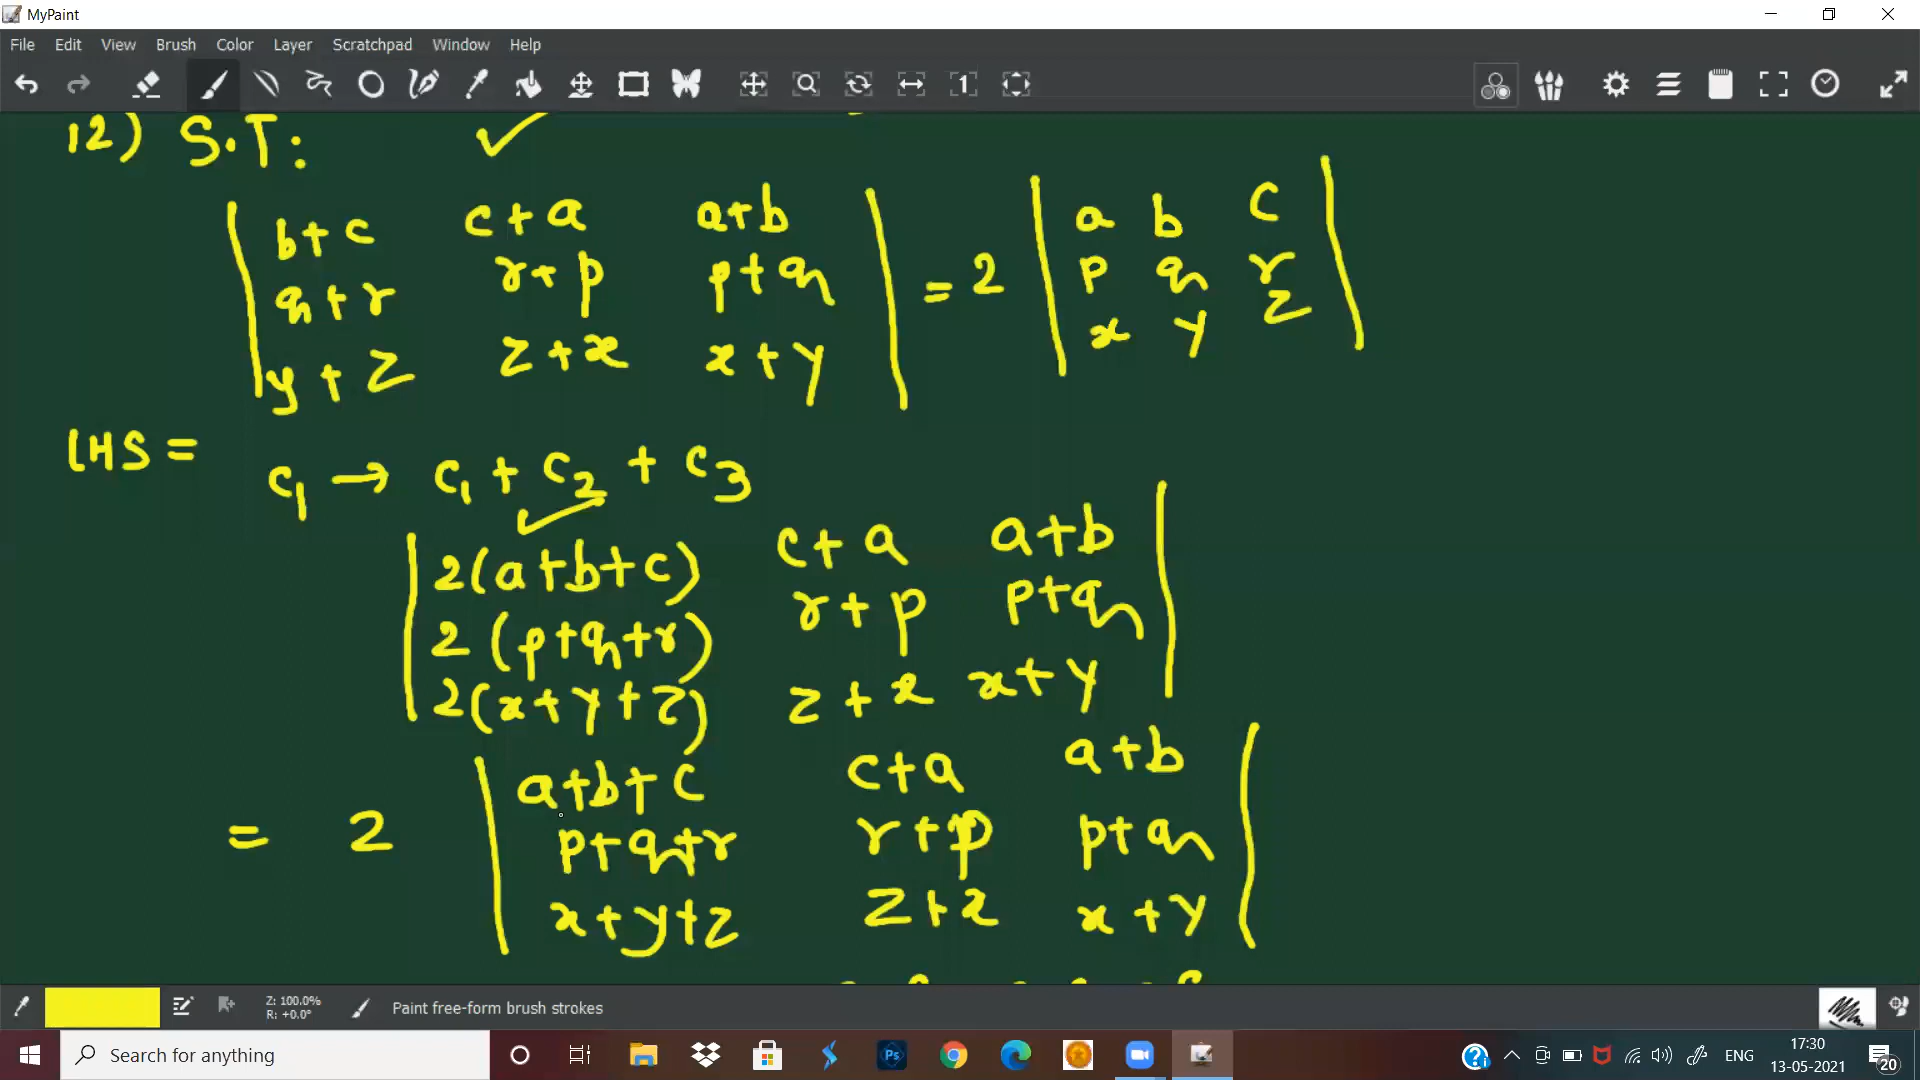 MyPaint
File Edit View Brush Color Layer Scratchpad Window Help
12) S.T:
| b+c c+a a+b | = 2 | a b c |
| q+r r+p p+q | | p q r |
| y+z z+x x+y | | x y z |
LHS =
C1 → C1 + C2 + C3
| 2(a+b+c) c+a a+b |
| 2(p+q+r) r+p p+q |
| 2(x+y+z) z+x x+y |
= 2 | a+b+c c+a a+b |
| p+q+r r+p p+q |
| x+y+z z+x x+y |
Z: 100.0%
R: +0.0°
Paint free-form brush strokes
Search for anything
ENG
17:30
13-05-2021
20